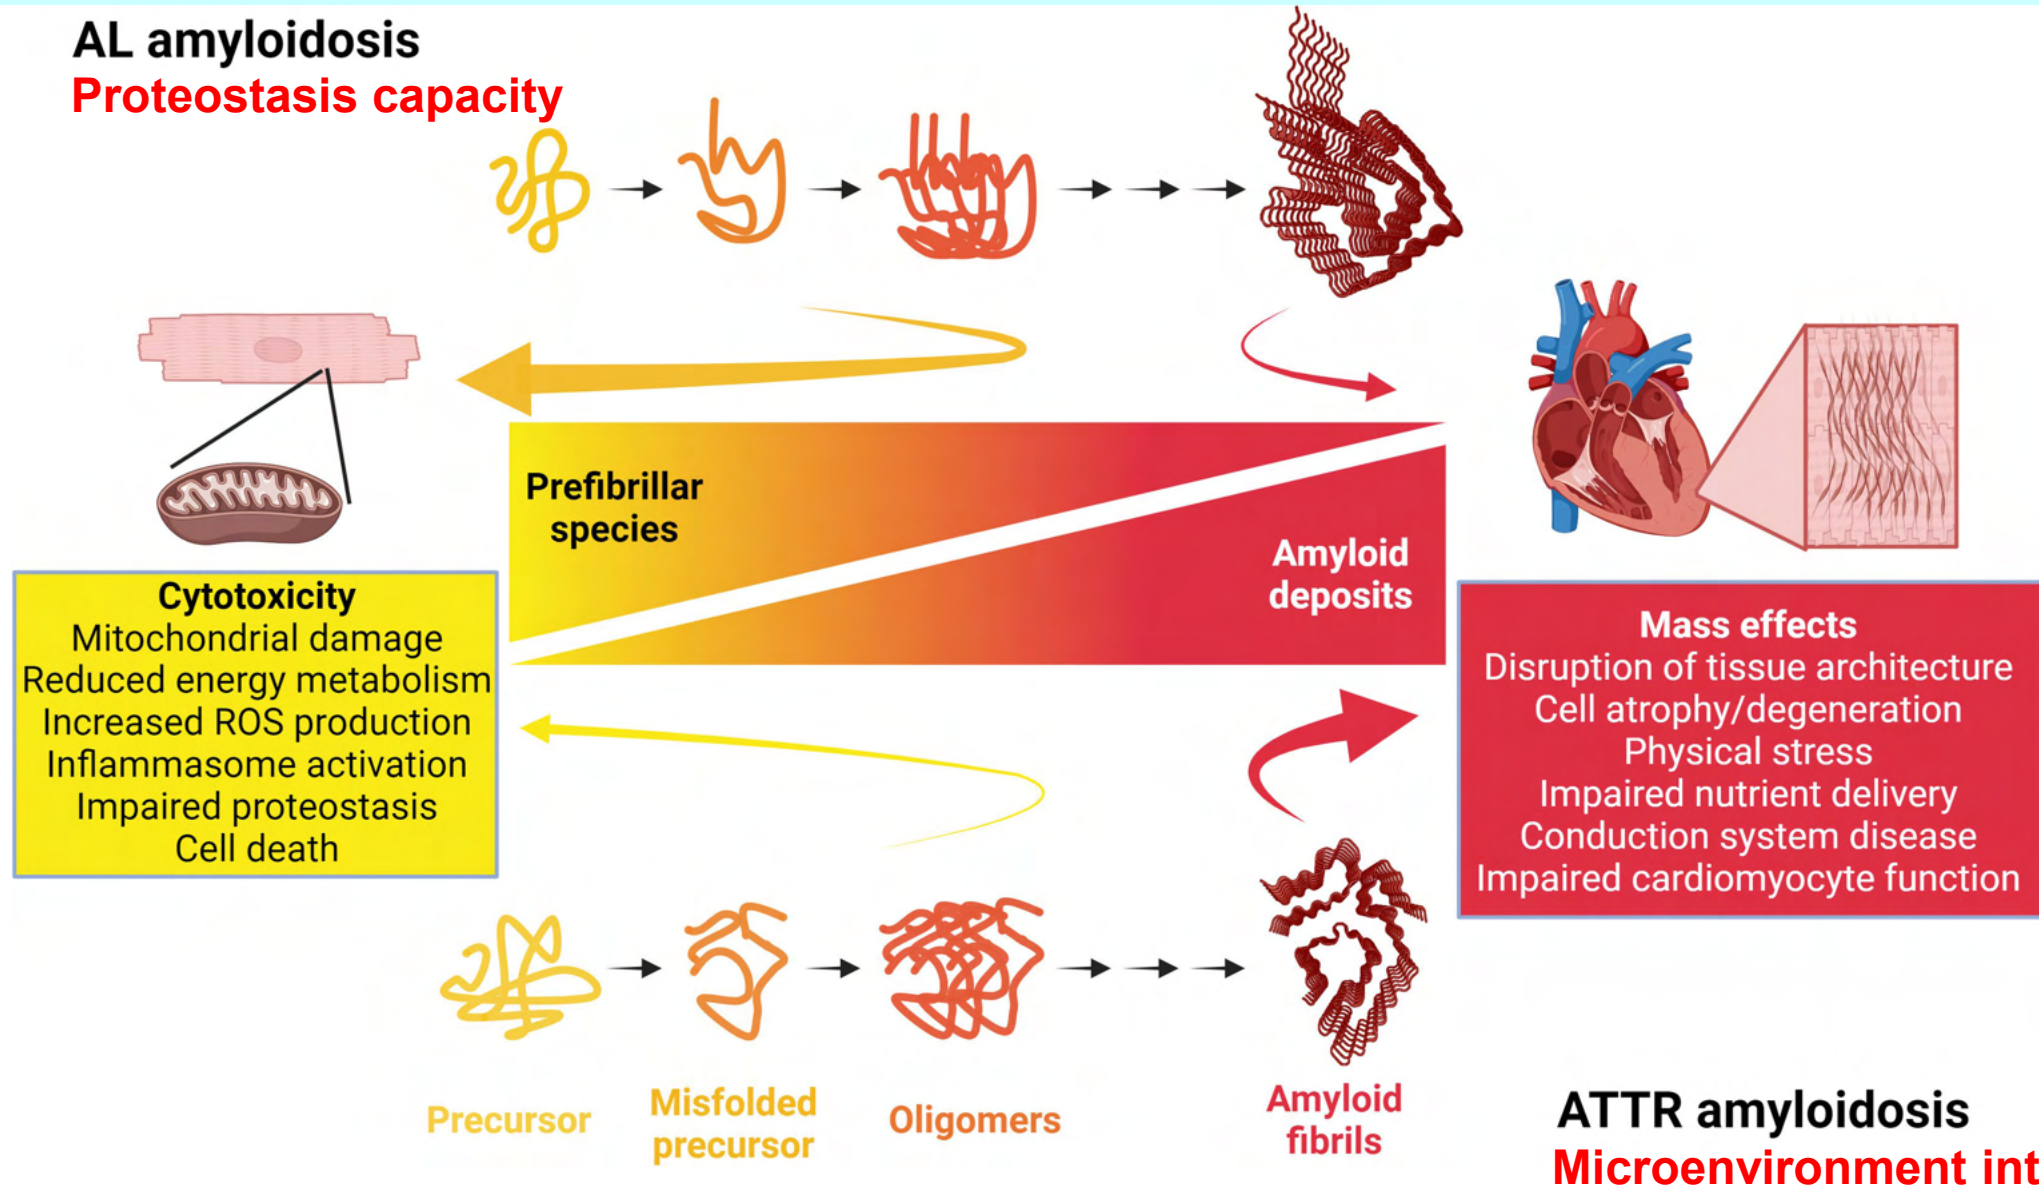 AL amyloidosis
Proteostasis capacity
Prefibrillar
species
Amyloid
deposits
Cytotoxicity
Mitochondrial damage
Reduced energy metabolism
Increased ROS production
Inflammasome activation
Impaired proteostasis
Cell death
Mass effects
Disruption of tissue architecture
Cell atrophy/degeneration
Physical stress
Impaired nutrient delivery
Conduction system disease
Impaired cardiomyocyte function
Precursor
Misfolded
precursor
Oligomers
Amyloid
fibrils
ATTR amyloidosis
Microenvironment